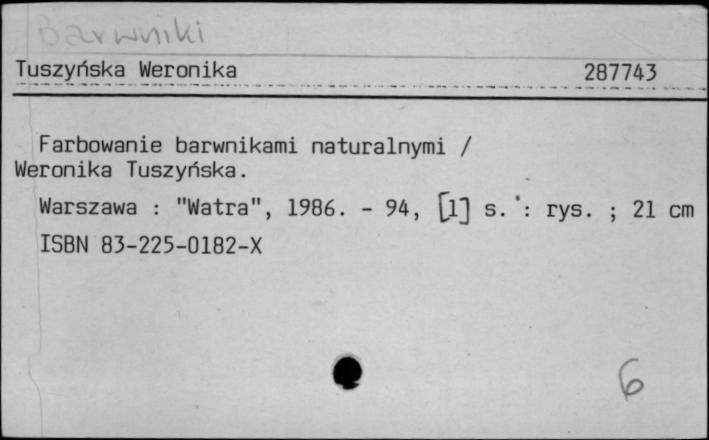 Barwniki
Tuszyńska Weronika 287743
Farbowanie barwnikami naturalnymi /
Weronika Tuszyńska.
Warszawa : "Watra", 1986. - 94, [1] s. : rys. ; 21 cm
ISBN 83-225-0182-X
6